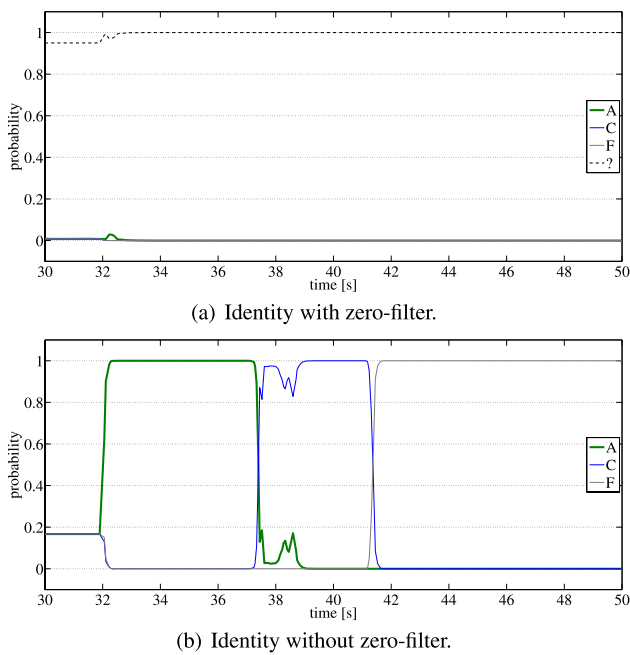 1
0.8
0.6
0.4
0.2
0
probability
A
C
F
?
30 32 34 36 38 40 42 44 46 48 50
time [s]
(a) Identity with zero-filter.
1
0.8
0.6
0.4
0.2
0
probability
A
C
F
30 32 34 36 38 40 42 44 46 48 50
time [s]
(b) Identity without zero-filter.